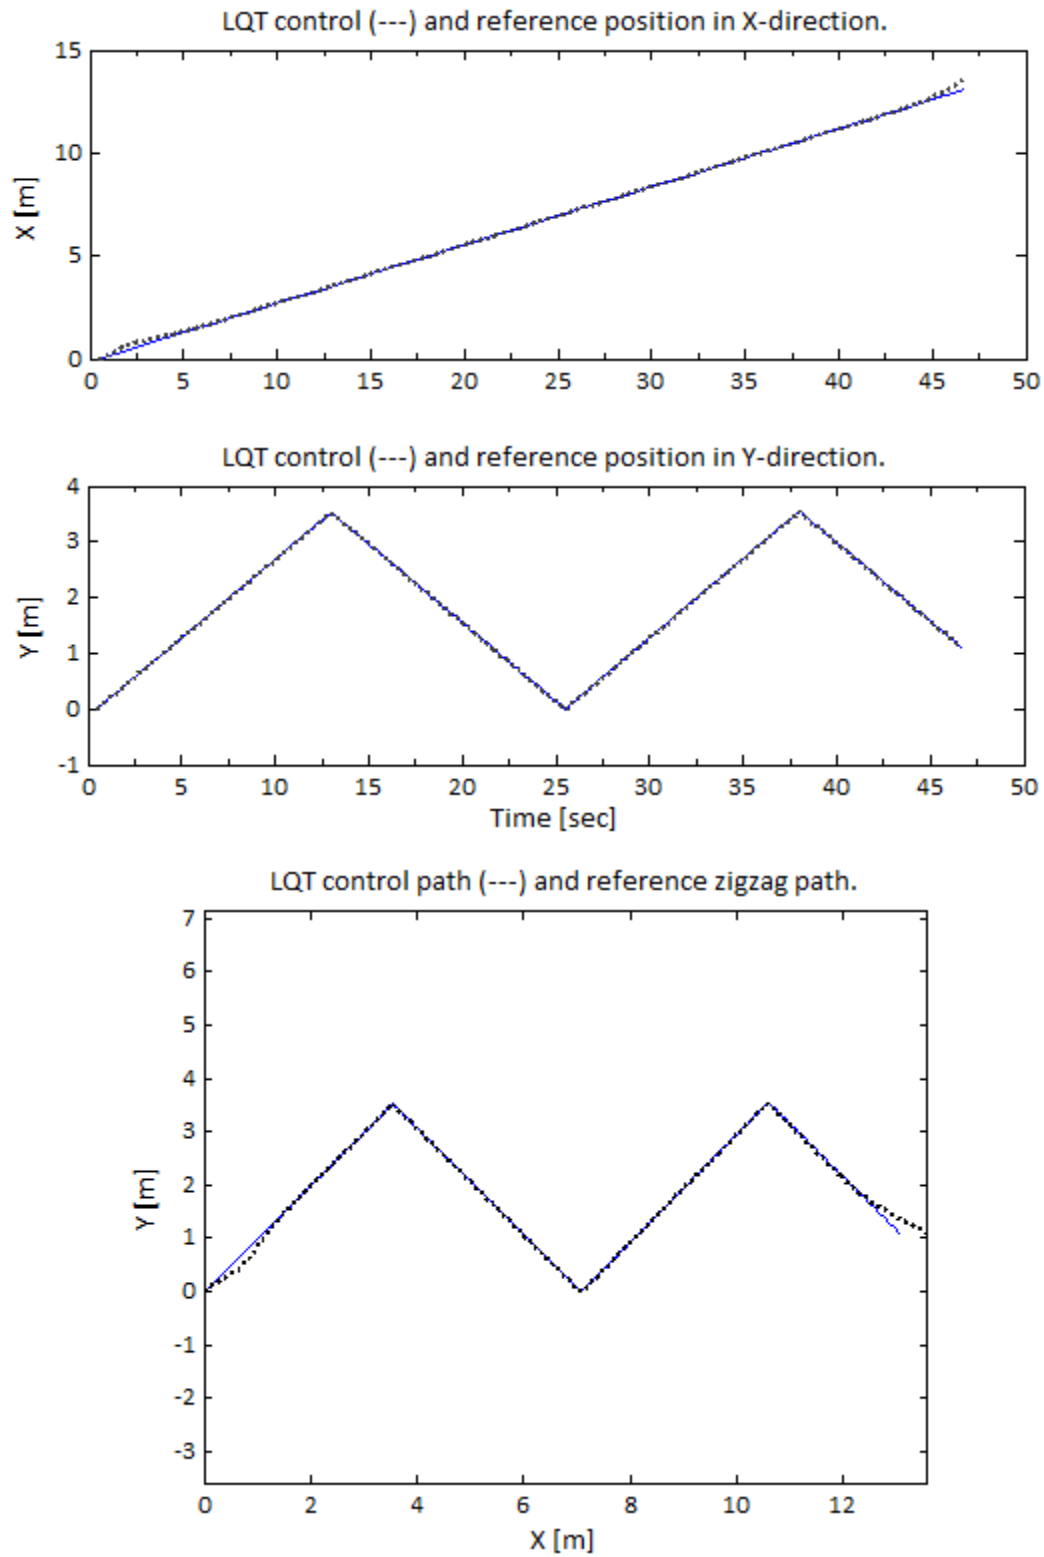 LQT control (---) and reference position in X-direction.
15
10
5
0
X [m]
0 5 10 15 20 25 30 35 40 45 50
LQT control (---) and reference position in Y-direction.
4
3
2
1
0
-1
Y [m]
0 5 10 15 20 25 30 35 40 45 50
Time [sec]
LQT control path (---) and reference zigzag path.
7
6
5
4
3
2
1
0
-1
-2
-3
Y [m]
0 2 4 6 8 10 12
X [m]